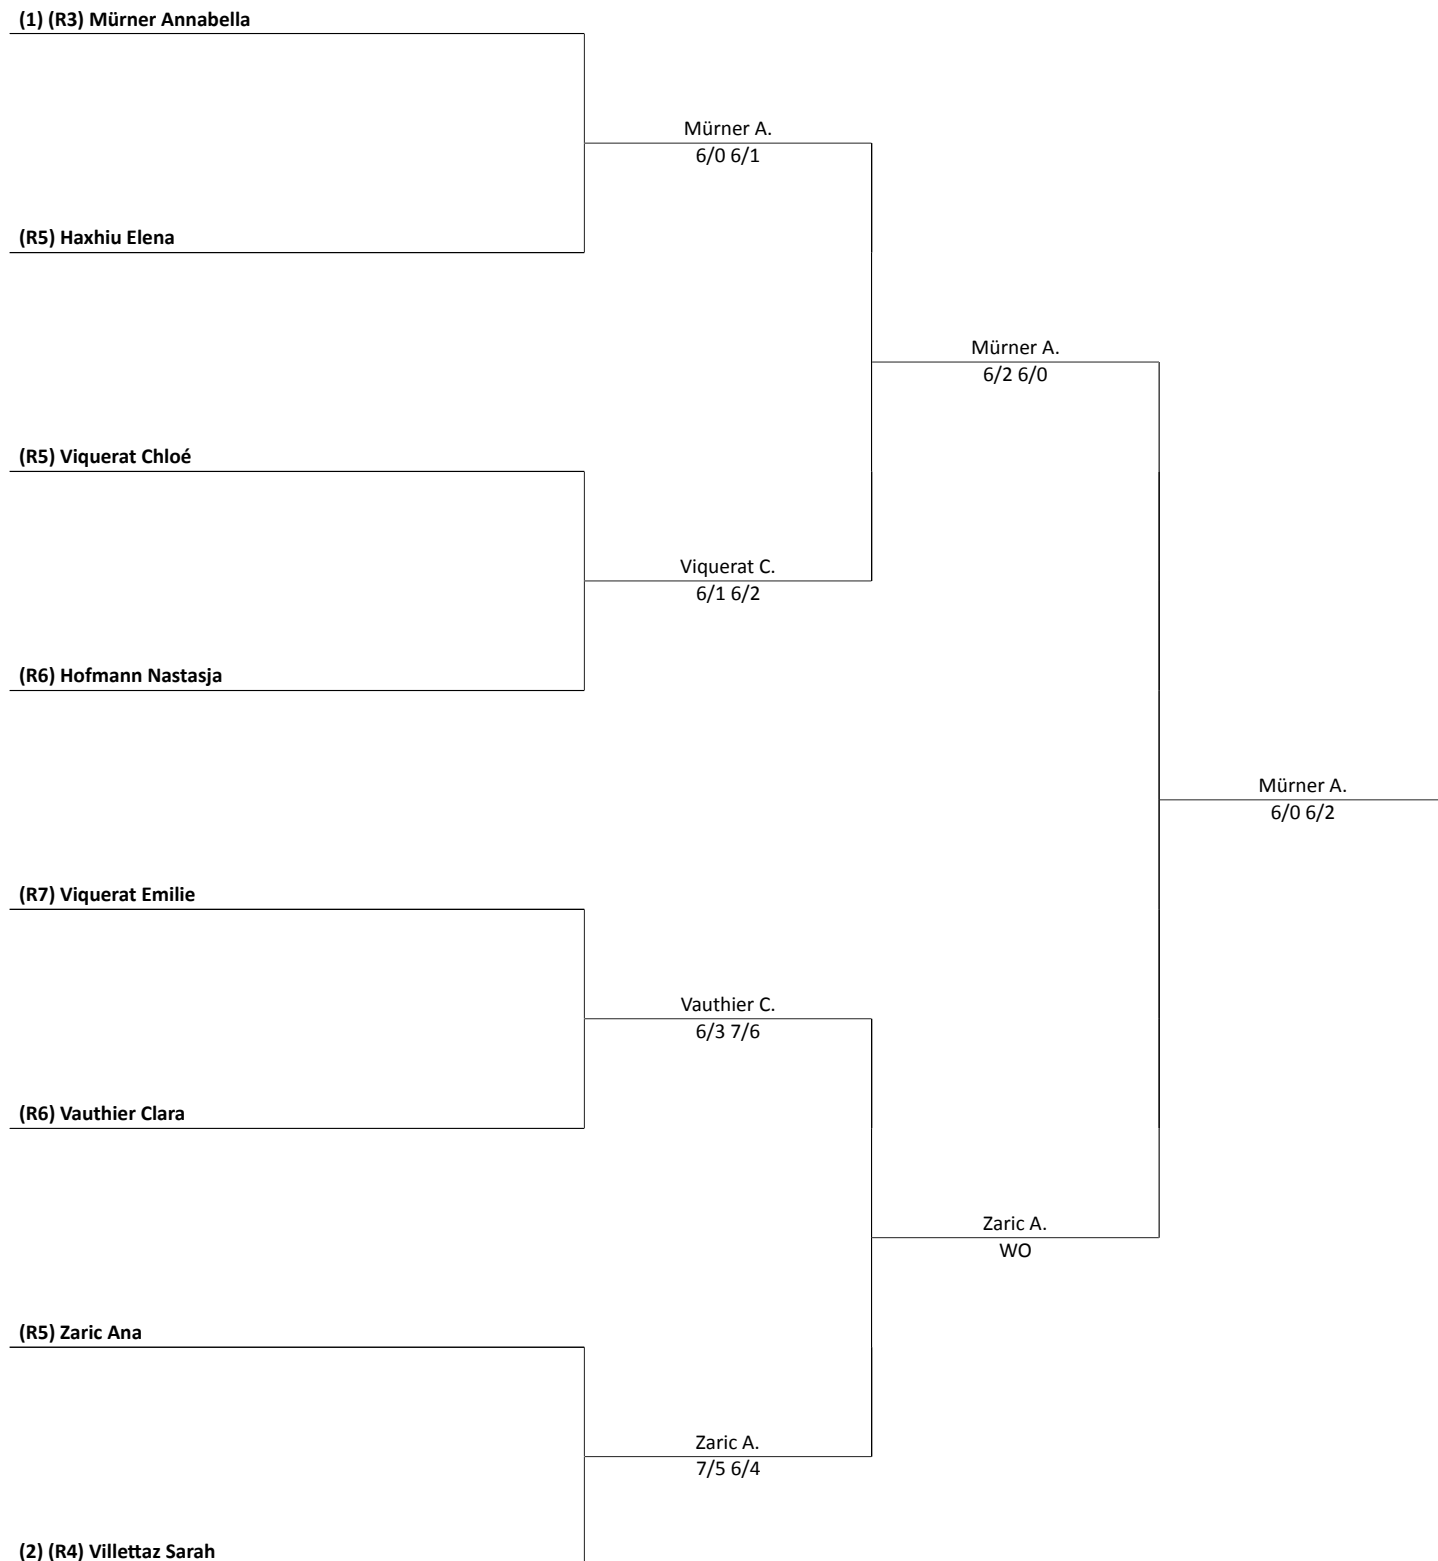 (1) (R3) Mürner Annabella
Mürner A.
6/0 6/1
(R5) Haxhiu Elena
Mürner A.
6/2 6/0
(R5) Viquerat Chloé
Viquerat C.
6/1 6/2
(R6) Hofmann Nastasja
Mürner A.
6/0 6/2
(R7) Viquerat Emilie
Vauthier C.
6/3 7/6
(R6) Vauthier Clara
Zaric A.
WO
(R5) Zaric Ana
Zaric A.
7/5 6/4
(2) (R4) Villettaz Sarah